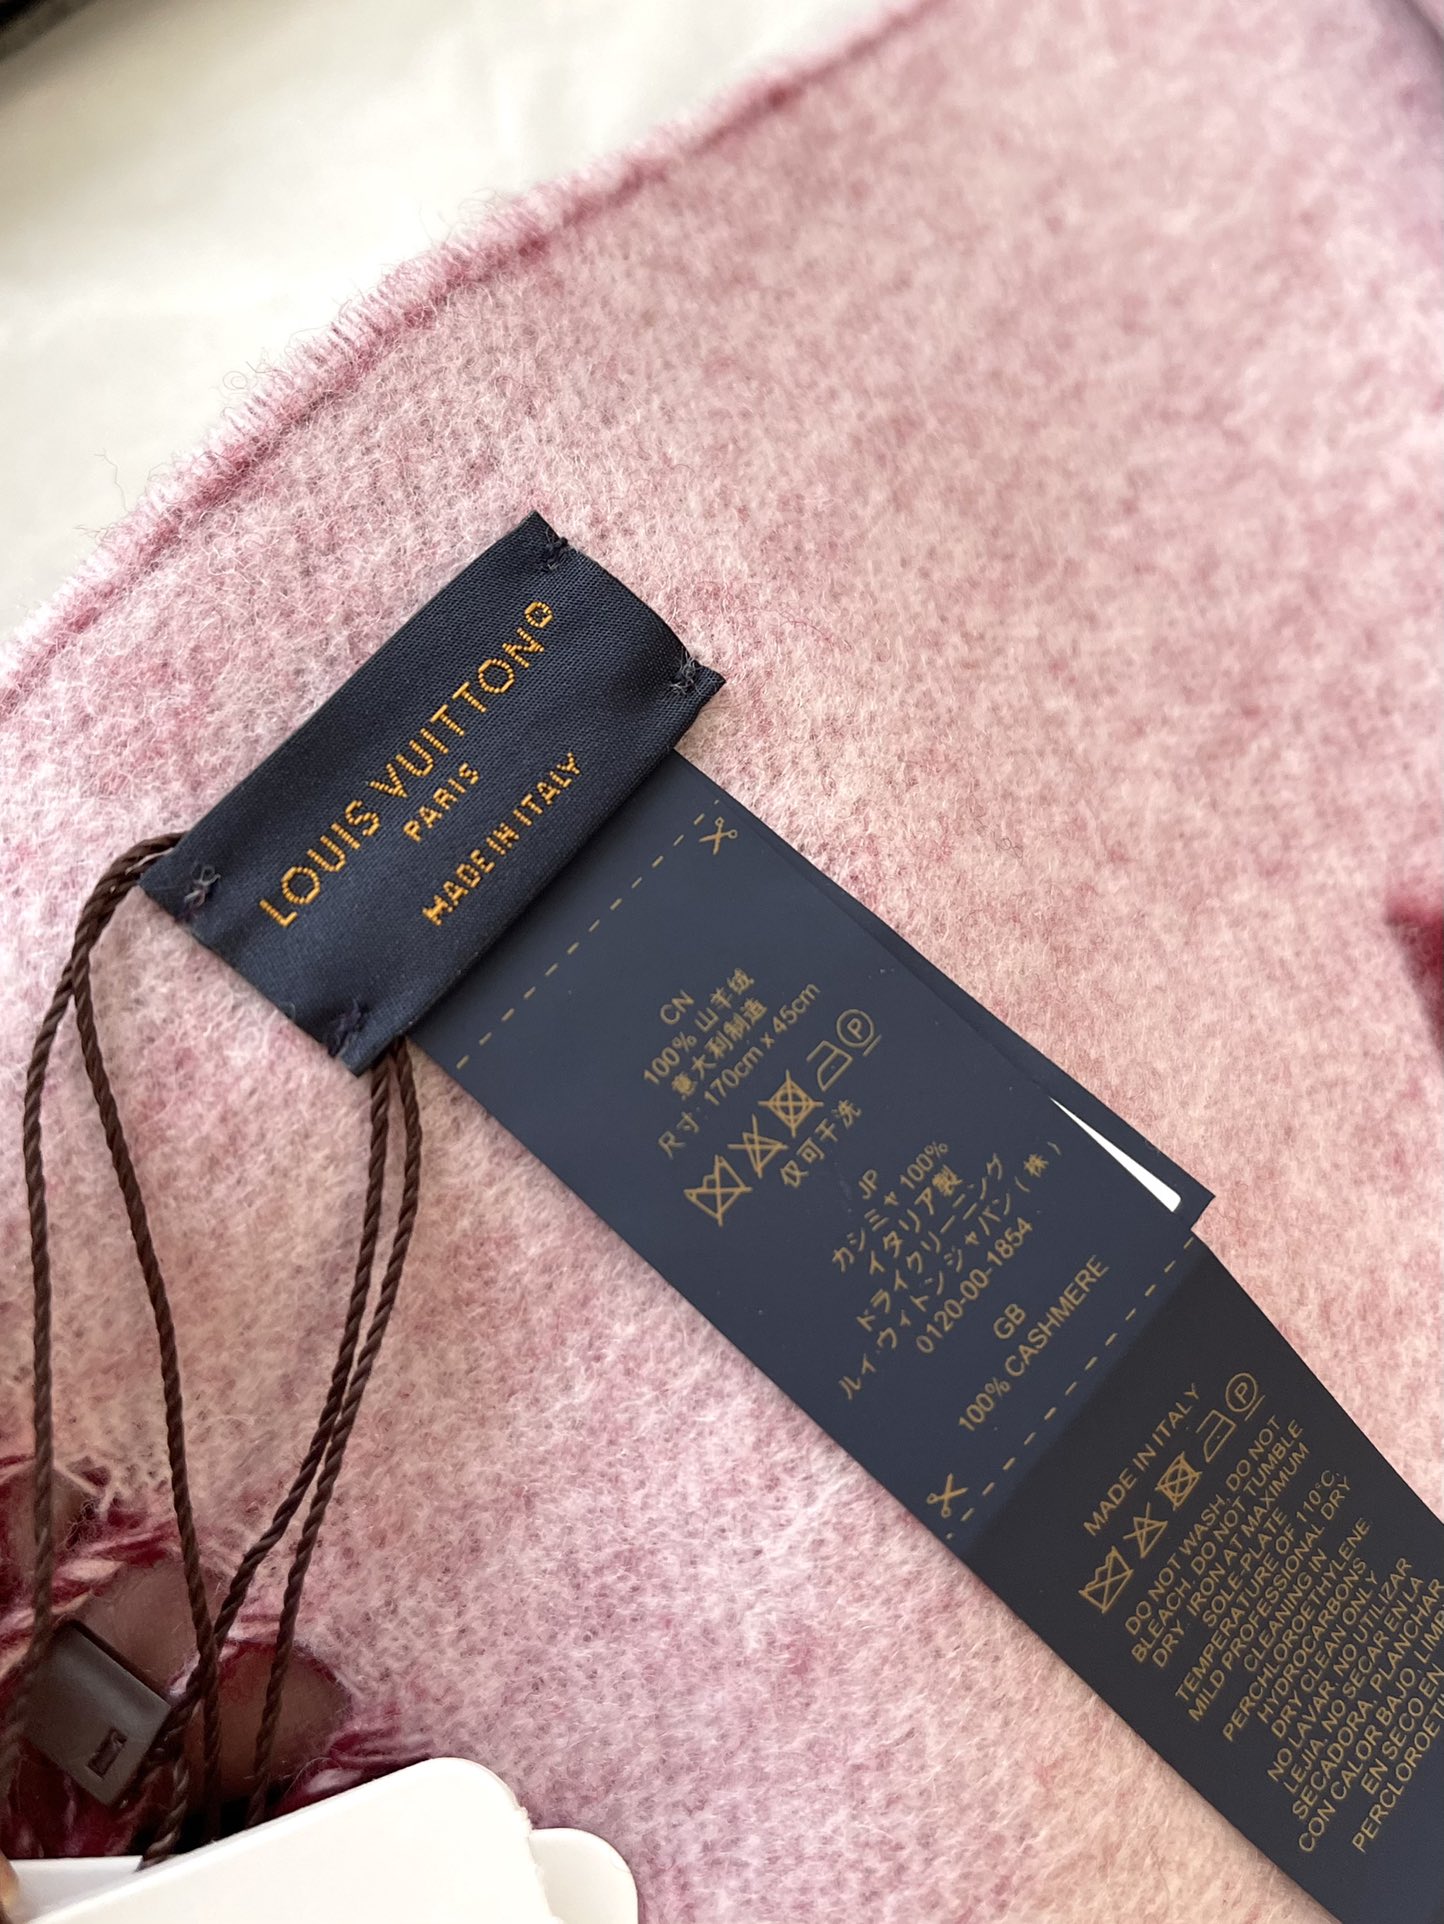 LOUIS VUITTON®
PARIS
MADE IN ITALY
CN
100% 山羊绒
意大利制造
尺寸: 170cm x 45cm
仅可干洗
JP
カシミヤ 100%
イタリア製
ドライクリーニング
ルイ・ヴィトン ジャパン (株)
0120-00-1854
GB
100% CASHMERE
MADE IN ITALY
DO NOT WASH, DO NOT
BLEACH, DO NOT TUMBLE
DRY, IRON AT MAXIMUM
SOLE-PLATE
TEMPERATURE OF 110°C,
MILD PROFESSIONAL DRY
CLEANING IN
PERCHLOROETHYLENE
HYDROCARBONS
DRY CLEAN ONLY
NO LAVAR, NO UTILIZAR
LEJIA, NO SECAR EN LA
SECADORA, PLANCHAR
CON CALOR BAJO,
EN SECO EN